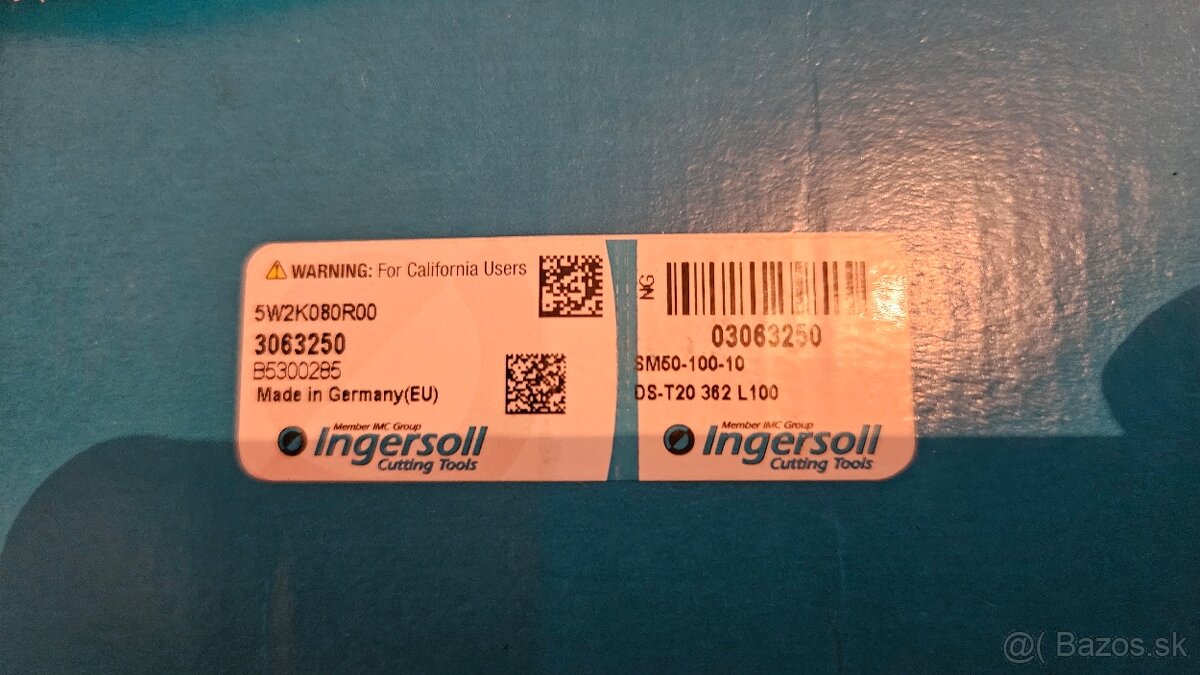 ⚠ WARNING: For California Users
5W2K080R00
3063250
B5300285
Made in Germany(EU)
Member IMC Group
Ingersoll
Cutting Tools
NG
03063250
SM50-100-10
DS-T20 362 L100
Member IMC Group
Ingersoll
Cutting Tools
@( Bazos.sk